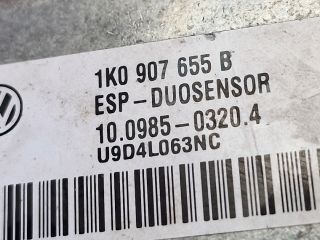 1K0 907 655 B
ESP-DUOSENSOR
10.0985-0320.4
U9D4L063NC